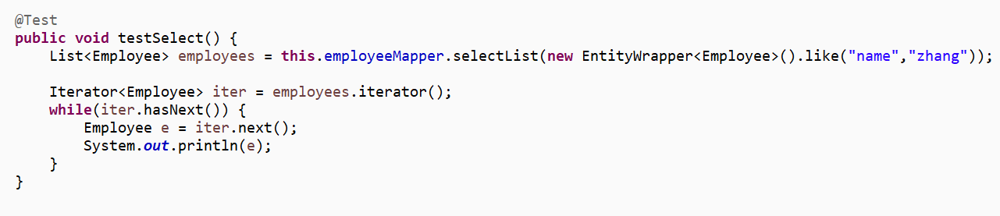 @Test
public void testSelect() {
    List<Employee> employees = this.employeeMapper.selectList(new EntityWrapper<Employee>().like("name","zhang"));
    Iterator<Employee> iter = employees.iterator();
    while(iter.hasNext()) {
        Employee e = iter.next();
        System.out.println(e);
    }
}